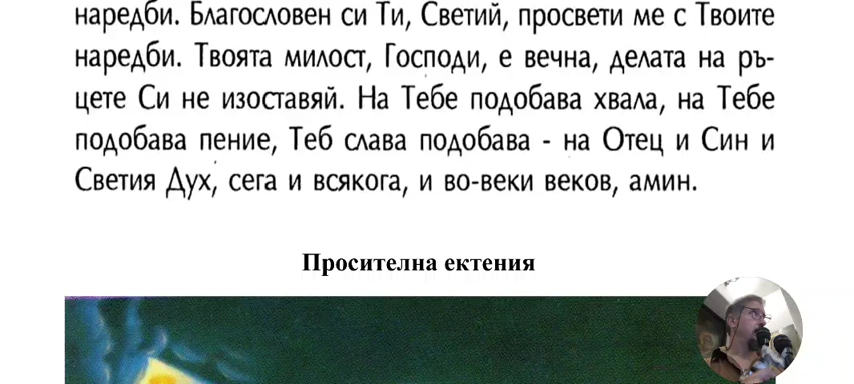 наредби. Благословен си Ти, Светий, просвети ме с Твоите
наредби. Твоята милост, Господи, е вечна, делата на ръ-
цете Си не изоставяй. На Тебе подобава хвала, на Тебе
подобава пение, Теб слава подобава - на Отец и Син и
Светия Дух, сега и всякога, и во-веки веков, амин.
Просителна ектения